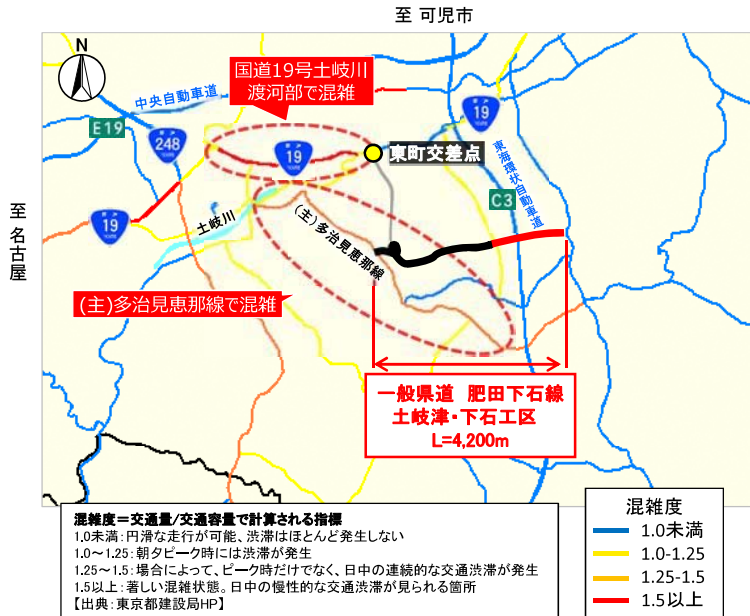 至 可児市
N
国道19号土岐川
渡河部で混雑
中央自動車道
E19
248
19
19
19
東町交差点
東海環状自動車道
C3
至 名古屋
土岐川
(主)多治見恵那線
(主)多治見恵那線で混雑
一般県道 肥田下石線
土岐津・下石工区
L=4,200m
混雑度＝交通量/交通容量で計算される指標
1.0未満：円滑な走行が可能、渋滞はほとんど発生しない
1.0～1.25：朝夕ピーク時には渋滞が発生
1.25～1.5：場合によって、ピーク時だけでなく、日中の連続的な交通渋滞が発生
1.5以上：著しい混雑状態。日中の慢性的な交通渋滞が見られる箇所
【出典：東京都建設局HP】
混雑度
1.0未満
1.0-1.25
1.25-1.5
1.5以上